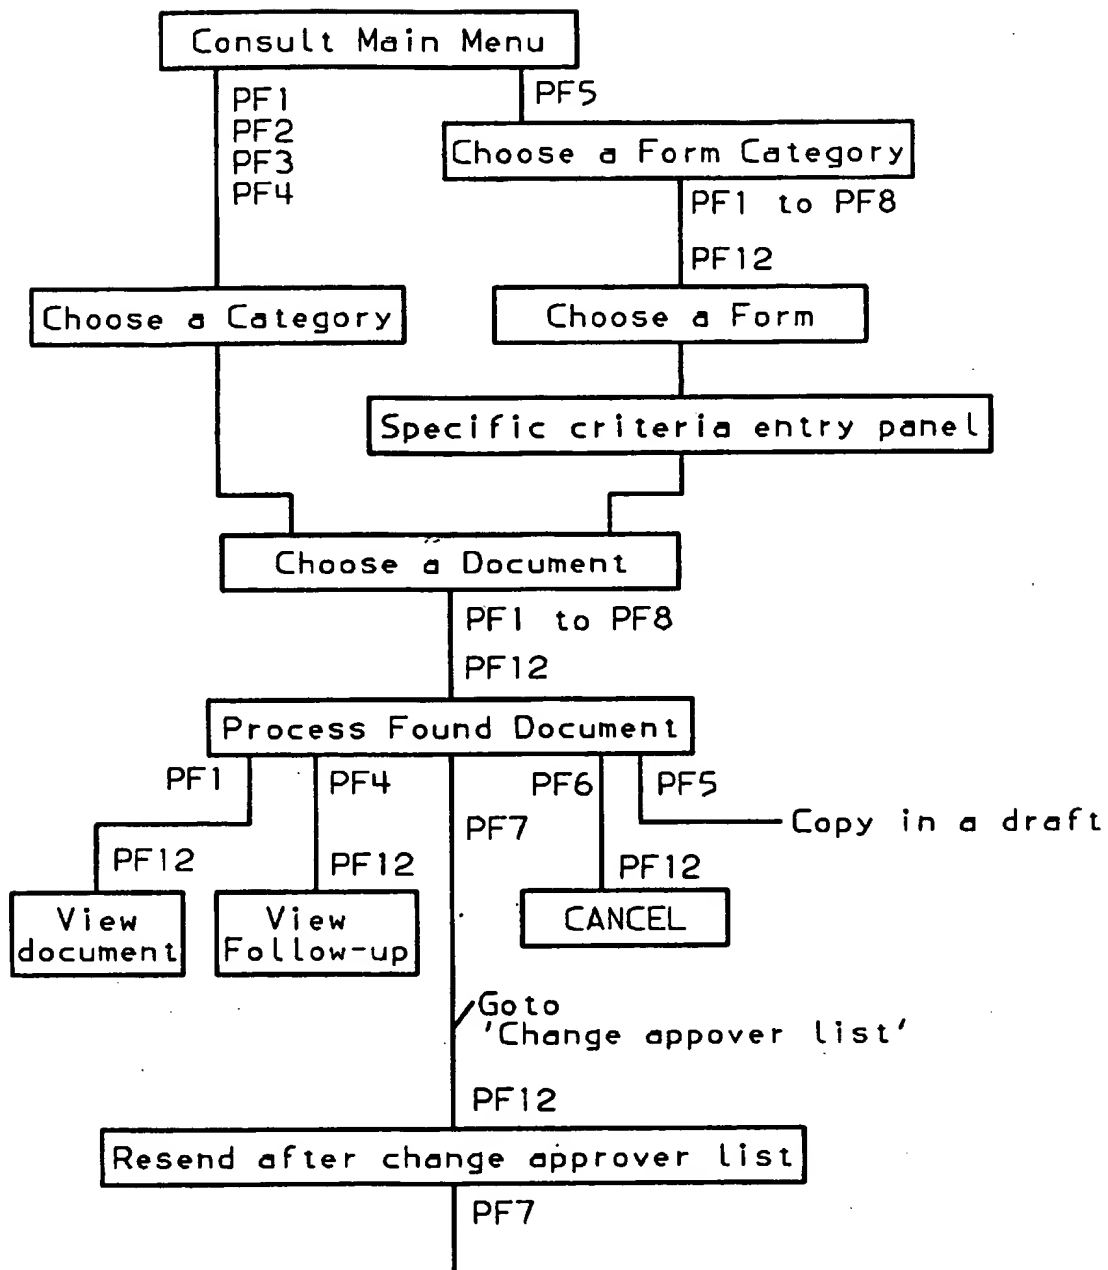 Consult Main Menu
PF1
PF2
PF3
PF4
PF5
Choose a Form Category
PF1 to PF8
PF12
Choose a Category
Choose a Form
Specific criteria entry panel
Choose a Document
PF1 to PF8
PF12
Process Found Document
PF1
PF4
PF7
PF6
PF5
Copy in a draft
PF12
PF12
PF12
View
document
View
Follow-up
CANCEL
Goto
'Change appover list'
PF12
Resend after change approver list
PF7